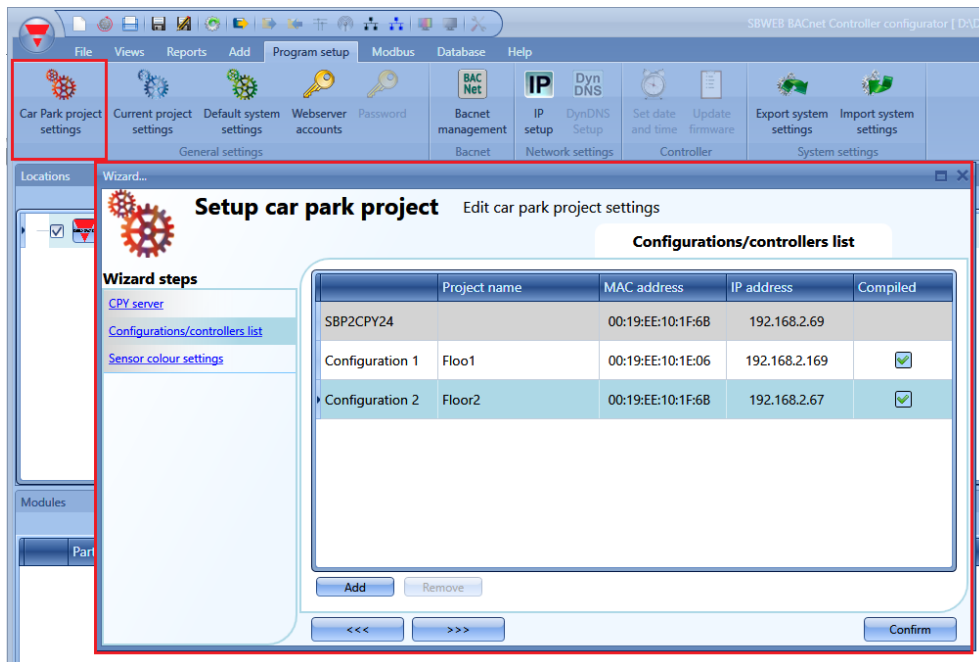 SBWEB BACnet Controller configurator [ D:\D
File Views Reports Add Program setup Modbus Database Help
BAC IP Dyn
Net DNS
Car Park project Current project Default system Webserver Password Bacnet IP DynDNS Set date Update Export system Import system
settings settings settings accounts management setup Setup and time firmware settings settings
General settings Bacnet Network settings Controller System settings
Locations Wizard...
Setup car park project Edit car park project settings
Configurations/controllers list
Wizard steps
CPY server
Configurations/controllers list
Sensor colour settings
Project name MAC address IP address Compiled
SBP2CPY24 00:19:EE:10:1F:6B 192.168.2.69
Configuration 1 Floo1 00:19:EE:10:1E:06 192.168.2.169
Configuration 2 Floor2 00:19:EE:10:1F:6B 192.168.2.67
Modules
Part
Add Remove
<<< >>> Confirm